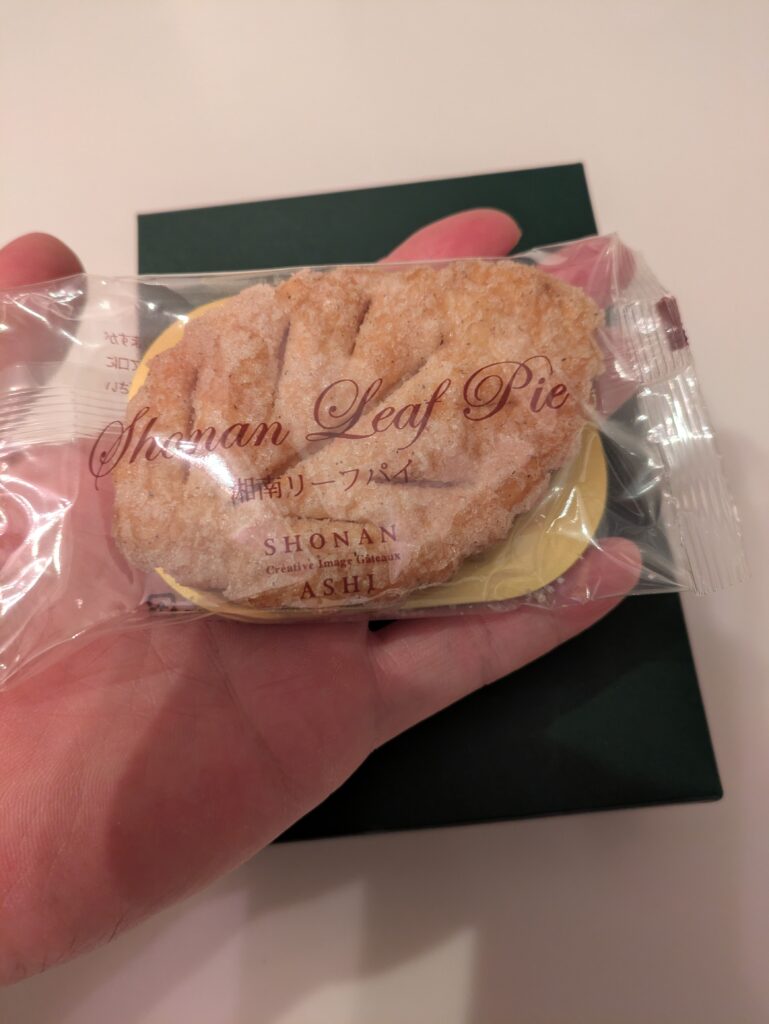 Shonan Leaf Pie
湘南リーフパイ
SHONAN
Creative Image Gâteaux
ASHI